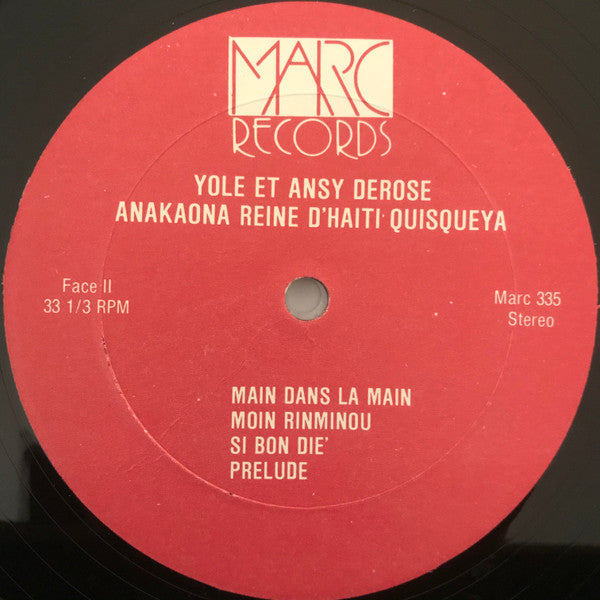 MARC
RECORDS
YOLE ET ANSY DEROSE
ANAKAONA REINE D'HAITI QUISQUEYA
Face II
33 1/3 RPM
Marc 335
Stereo
MAIN DANS LA MAIN
MOIN RINMINOU
SI BON DIE'
PRELUDE